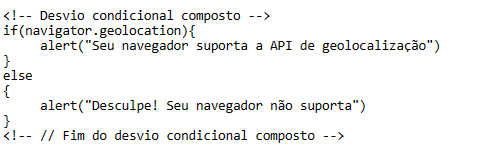 <!-- Desvio condicional composto -->
if(navigator.geolocation){
     alert("Seu navegador suporta a API de geolocalização")
}
else
{
     alert("Desculpe! Seu navegador não suporta")
}
<!-- // Fim do desvio condicional composto -->